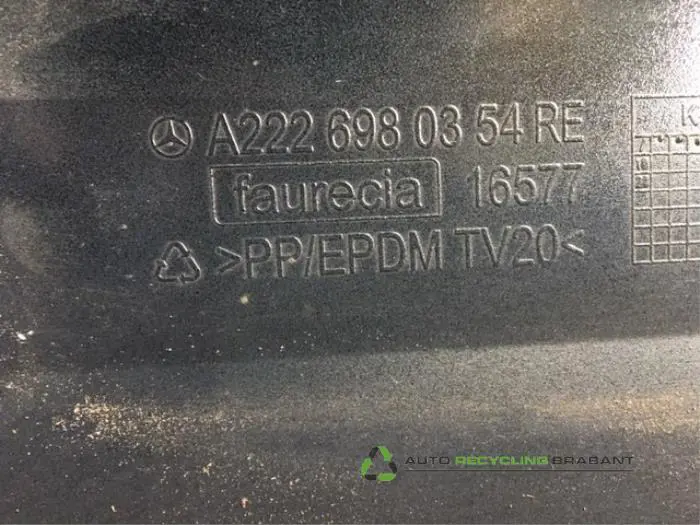 A222 698 03 54 RE
faurecia 16577
>PP/EPDM TV20<
K
AUTO RECYCLING BRABANT